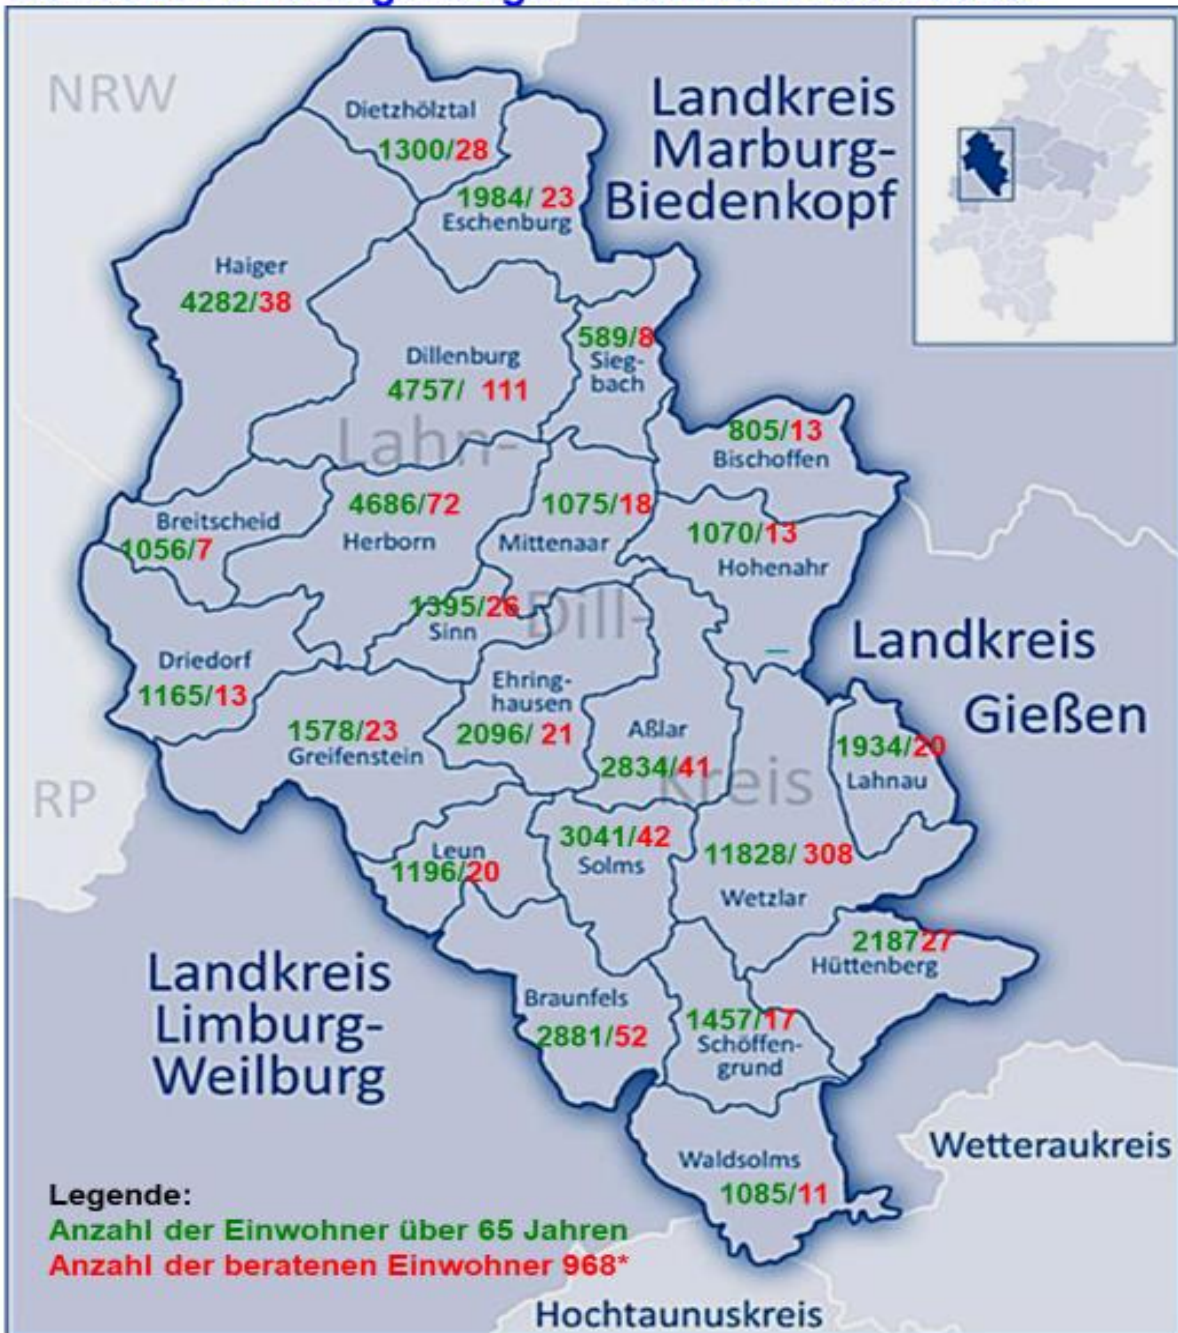 NRW
Landkreis
Marburg-
Biedenkopf
Dietzhölztal
1300/28
1984/ 23
Eschenburg
Haiger
4282/38
589/8
Sieg-
bach
Dillenburg
4757/ 111
Lahn-
805/13
Bischoffen
4686/72
Herborn
1075/18
Mittenaar
Breitscheid
1056/7
1070/13
Hohenahr
1395/26
Sinn
Dill-
Landkreis
Gießen
Driedorf
1165/13
Ehring-
hausen
2096/ 21
1578/23
Greifenstein
Aßlar
2834/41
Kreis
1934/20
Lahnau
RP
Leun
1196/20
3041/42
Solms
11828/ 308
Wetzlar
218727
Hüttenberg
Landkreis
Limburg-
Weilburg
Braunfels
2881/52
1457/17
Schöffen-
grund
Wetteraukreis
Waldsolms
1085/11
Legende:
Anzahl der Einwohner über 65 Jahren
Anzahl der beratenen Einwohner 968*
Hochtaunuskreis